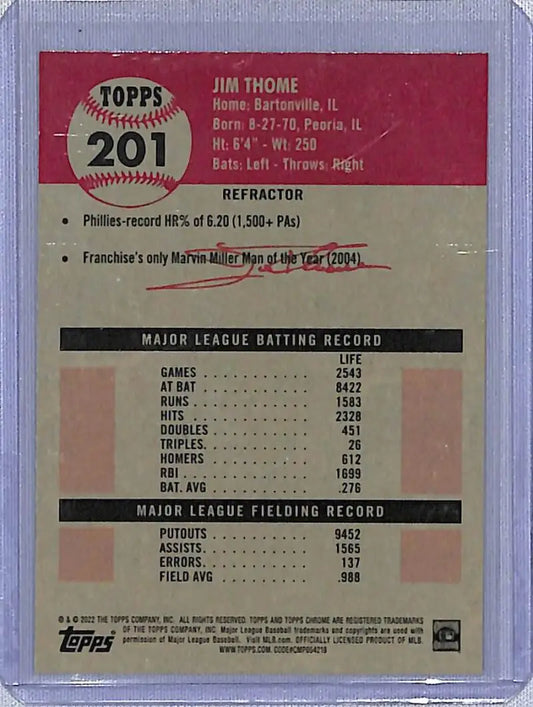 TOPPS
201
JIM THOME
Home: Bartonville, IL
Born: 8-27-70, Peoria, IL
Ht: 6'4" - Wt: 250
Bats: Left - Throws: Right
REFRACTOR
• Phillies-record HR% of 6.20 (1,500+ PAs)
• Franchise's only Marvin Miller Man of the Year (2004)
Jim Thome
MAJOR LEAGUE BATTING RECORD
LIFE
GAMES . . . . . . . . . . 2543
AT BAT . . . . . . . . . . 8422
RUNS . . . . . . . . . . 1583
HITS . . . . . . . . . . 2328
DOUBLES . . . . . . . . . . 451
TRIPLES. . . . . . . . . . 26
HOMERS . . . . . . . . . . 612
RBI . . . . . . . . . . 1699
BAT. AVG . . . . . . . . . . .276
MAJOR LEAGUE FIELDING RECORD
PUTOUTS . . . . . . . . . . 9452
ASSISTS. . . . . . . . . . 1565
ERRORS. . . . . . . . . . 137
FIELD AVG . . . . . . . . . . .988
® & © 2022 THE TOPPS COMPANY, INC. ALL RIGHTS RESERVED. TOPPS AND TOPPS CHROME ARE REGISTERED TRADEMARKS
OF THE TOPPS COMPANY, INC. Major League Baseball trademarks and copyrights are used with
permission of Major League Baseball. Visit MLB.com. OFFICIALLY LICENSED PRODUCT OF MLB.
WWW.TOPPS.COM. CODE#CMP004218
Topps